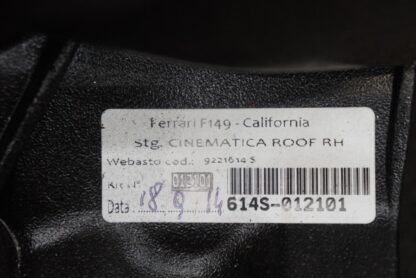 Ferrari F149 - California
Stg. CINEMATICA ROOF RH
Webasto cod.: 9221614 S
Kit N° 012101
Data 18 9 14 614S-012101